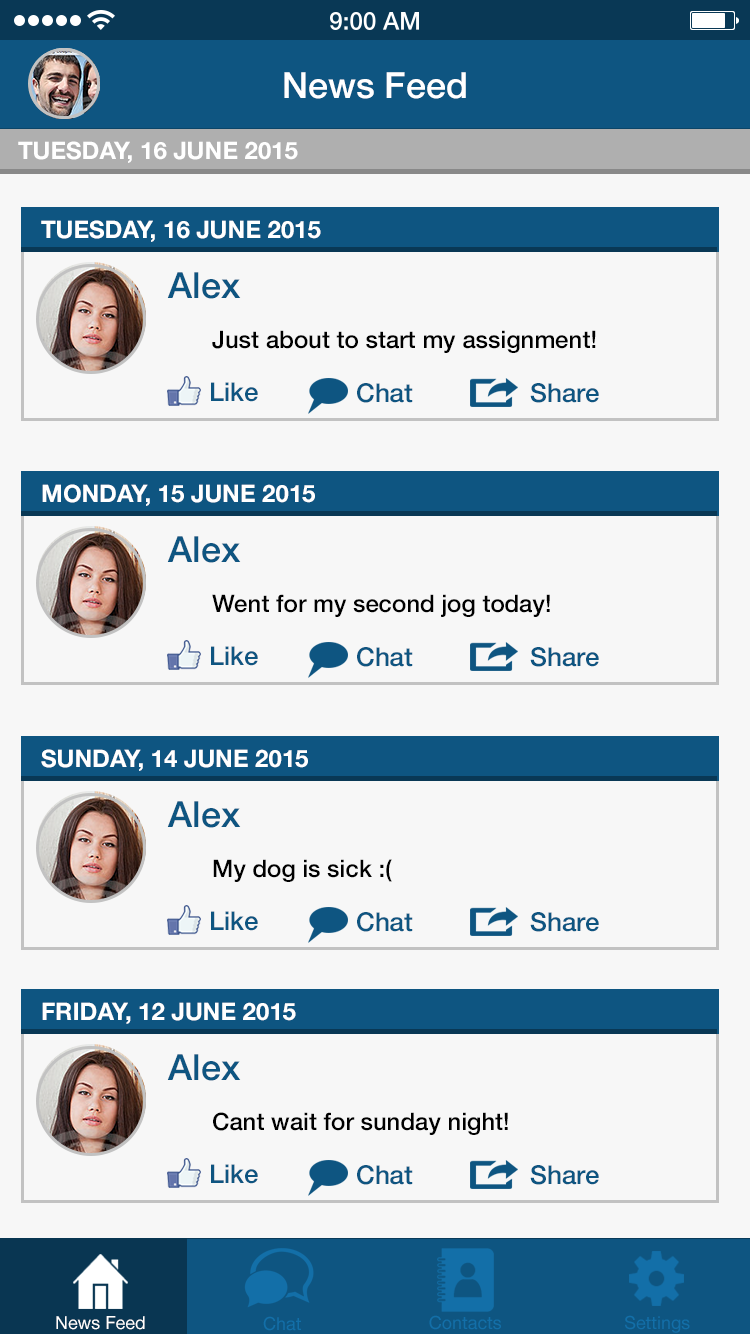 9:00 AM
News Feed
TUESDAY, 16 JUNE 2015
TUESDAY, 16 JUNE 2015
Alex
Just about to start my assignment!
Like Chat Share
MONDAY, 15 JUNE 2015
Alex
Went for my second jog today!
Like Chat Share
SUNDAY, 14 JUNE 2015
Alex
My dog is sick :(
Like Chat Share
FRIDAY, 12 JUNE 2015
Alex
Cant wait for sunday night!
Like Chat Share
News Feed Chat Contacts Settings